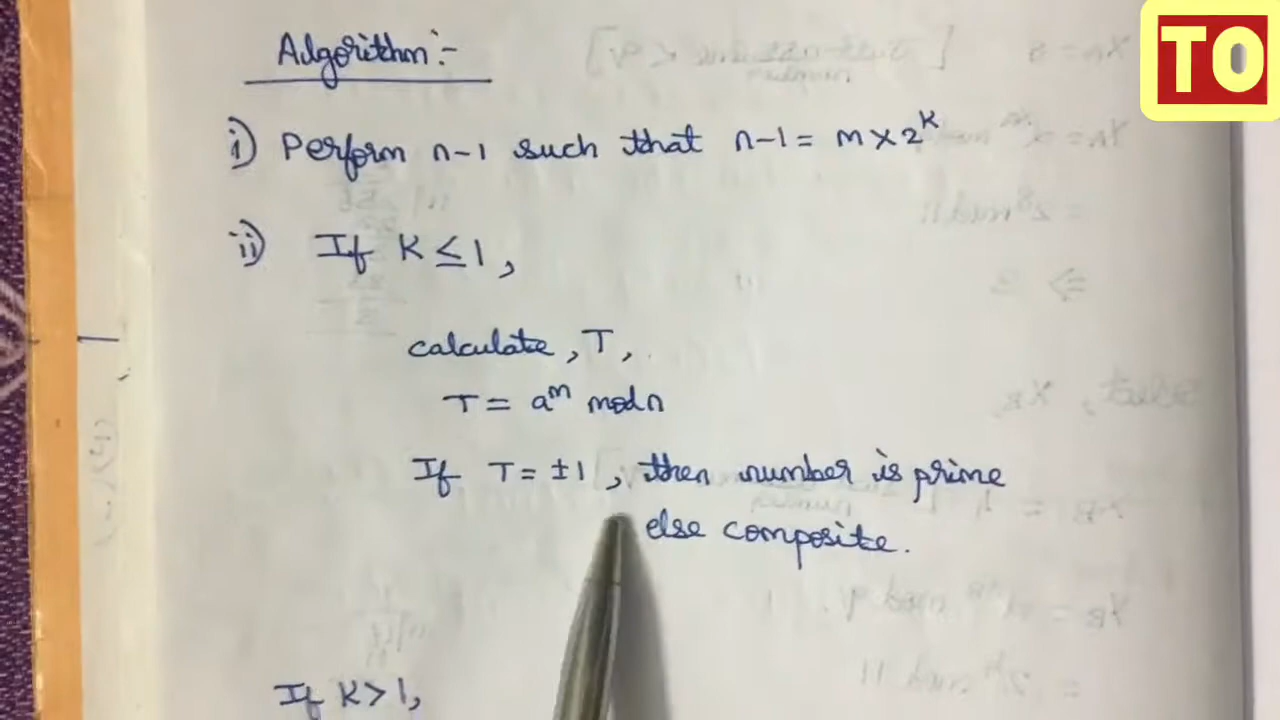 TO
Algorithm:-
i) Perform n-1 such that n-1 = m×2^k
ii) If K ≤ 1,
calculate, T,
T = a^m mod n
If T = ±1, then number is prime
else composite.
If K > 1,